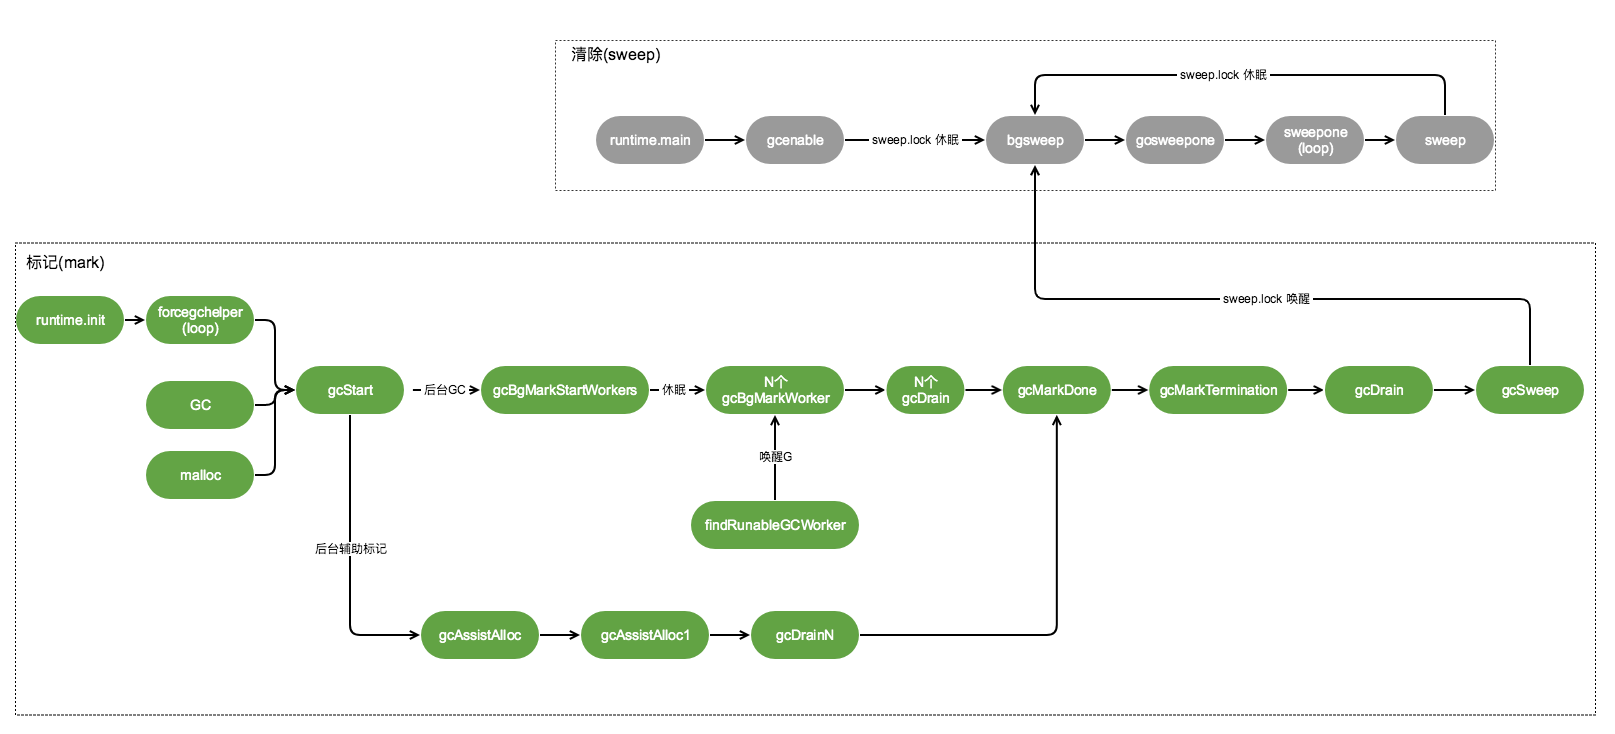 清除(sweep)
sweep.lock 休眠
runtime.main
gcenable
sweep.lock 休眠
bgsweep
gosweepone
sweepone
(loop)
sweep
标记(mark)
sweep.lock 唤醒
runtime.init
forcegchelper
(loop)
GC
malloc
gcStart
后台GC
gcBgMarkStartWorkers
休眠
N个
gcBgMarkWorker
N个
gcDrain
gcMarkDone
gcMarkTermination
gcDrain
gcSweep
唤醒G
findRunableGCWorker
后台辅助标记
gcAssistAlloc
gcAssistAlloc1
gcDrainN